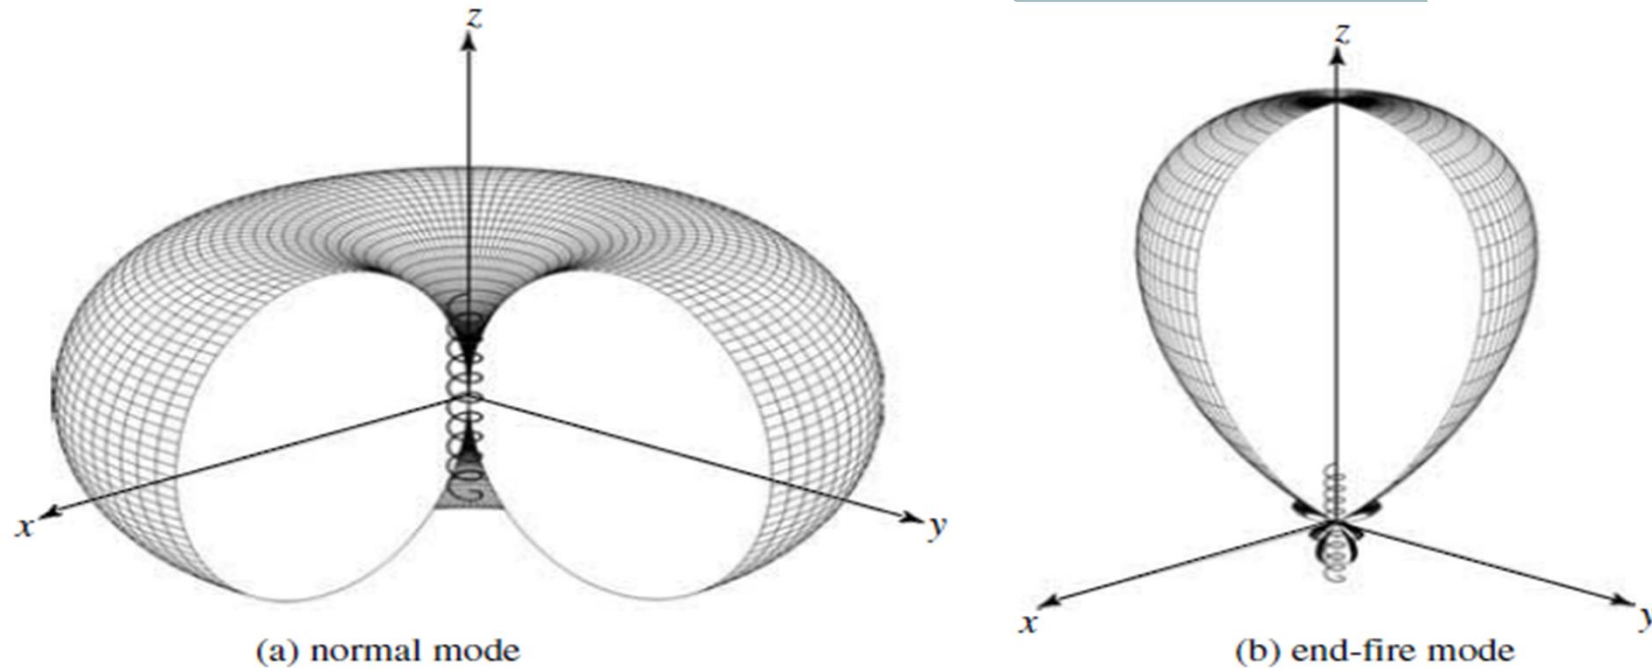 z
x
y
(a) normal mode
z
x
y
(b) end-fire mode